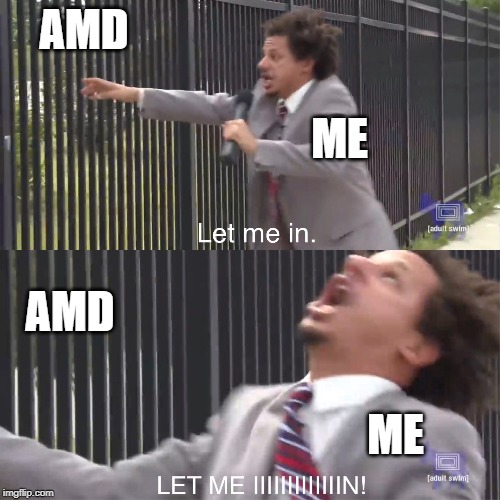 AMD
ME
Let me in.
[adult swim]
AMD
ME
[adult swim]
LET ME IIIIIIIIIIIIIN!
imgflip.com